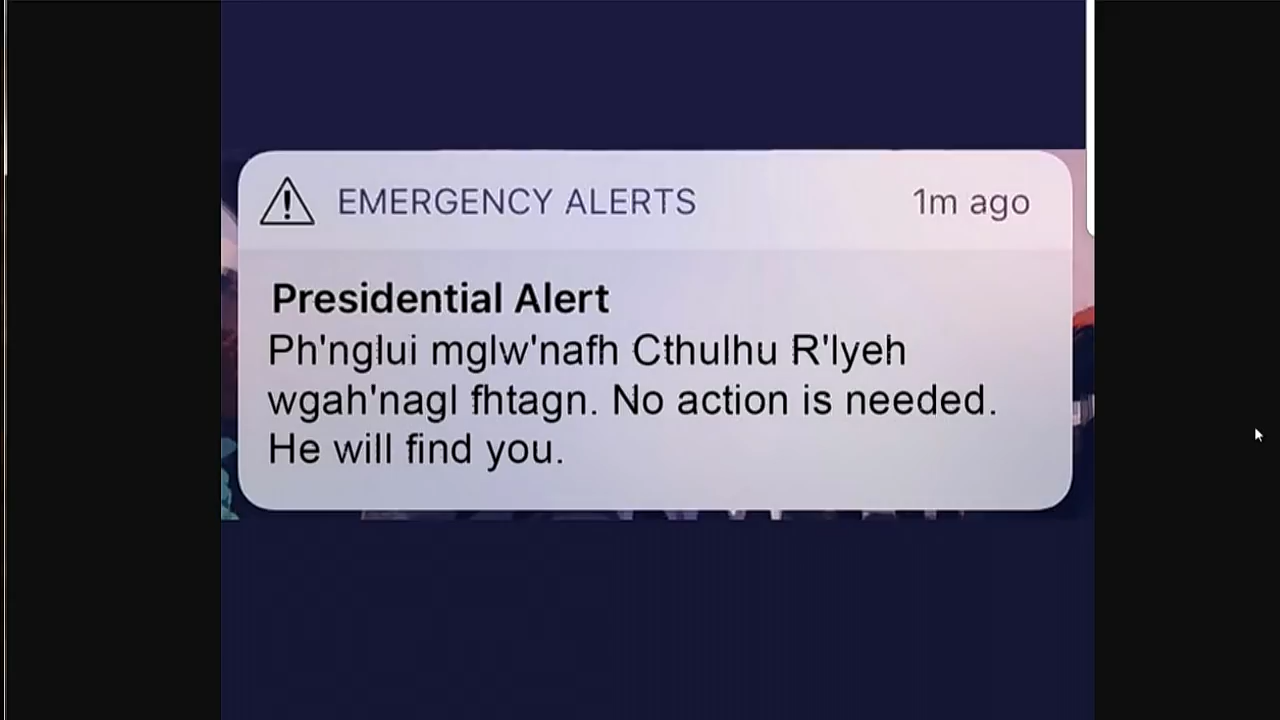 EMERGENCY ALERTS 1m ago
Presidential Alert
Ph'nglui mglw'nafh Cthulhu R'lyeh
wgah'nagl fhtagn. No action is needed.
He will find you.